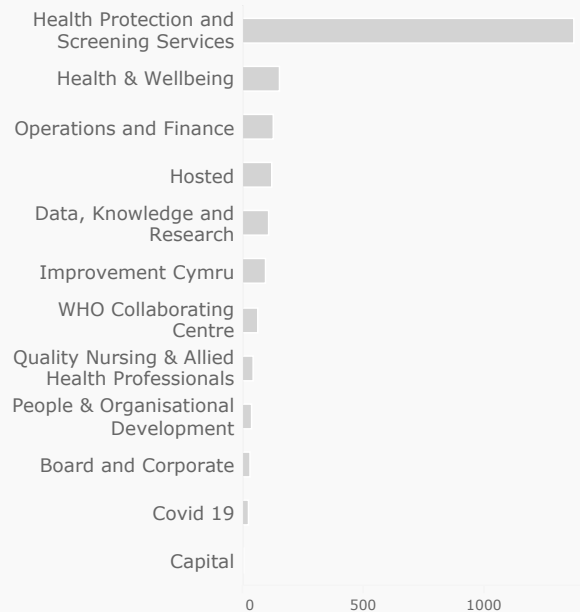 Health Protection and
Screening Services
Health & Wellbeing
Operations and Finance
Hosted
Data, Knowledge and
Research
Improvement Cymru
WHO Collaborating
Centre
Quality Nursing & Allied
Health Professionals
People & Organisational
Development
Board and Corporate
Covid 19
Capital
0 500 1000